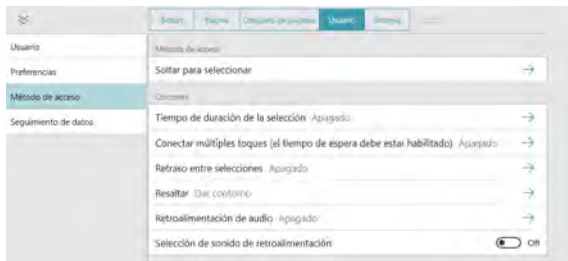 Botón Página Conjunto de páginas Usuario Sistema
Usuario
Preferencias
Método de acceso
Seguimiento de datos
Método de acceso
Soltar para seleccionar
Opciones
Tiempo de duración de la selección Apagado
Conectar múltiples toques (el tiempo de espera debe estar habilitado) Apagado
Retraso entre selecciones Apagado
Resaltar Dar contorno
Retroalimentación de audio Apagado
Selección de sonido de retroalimentación Off